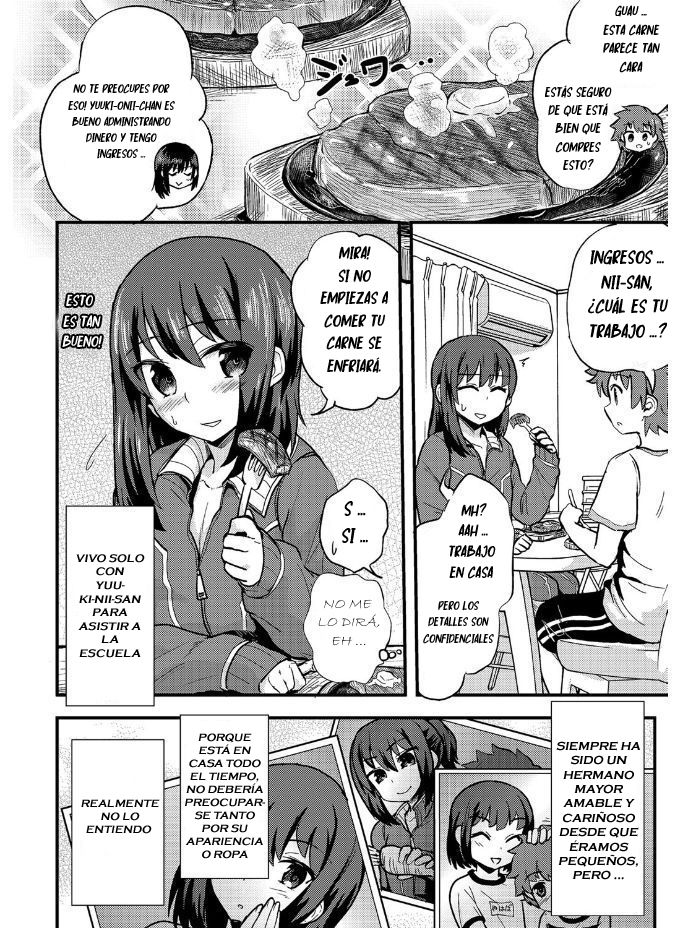 GUAU ...
ESTA CARNE
PARECE TAN
CARA
ESTÁS SEGURO
DE QUE ESTÁ
BIEN QUE
COMPRES
ESTO?
ジュワ〜…
NO TE PREOCUPES POR
ESO! YUUKI-ONII-CHAN ES
BUENO ADMINISTRANDO
DINERO Y TENGO
INGRESOS ...
INGRESOS ...
NII-SAN,
¿CUÁL ES TU
TRABAJO ...?
MH?
AAH ...
TRABAJO
EN CASA
PERO LOS
DETALLES SON
CONFIDENCIALES
MIRA!
SI NO
EMPIEZAS A
COMER TU
CARNE SE
ENFRIARÁ.
ESTO
ES TAN
BUENO!
S ...
SI ...
NO ME
LO DIRÁ,
EH ...
VIVO SOLO
CON
YUU-
KI-NII-SAN
PARA
ASISTIR A
LA
ESCUELA
SIEMPRE HA
SIDO UN
HERMANO
MAYOR
AMABLE Y
CARIÑOSO
DESDE QUE
ÉRAMOS
PEQUEÑOS,
PERO ...
PORQUE
ESTÁ EN
CASA TODO
EL TIEMPO,
NO DEBERÍA
PREOCUPAR-
SE TANTO
POR SU
APARIENCIA
O ROPA
REALMENTE
NO LO
ENTIENDO